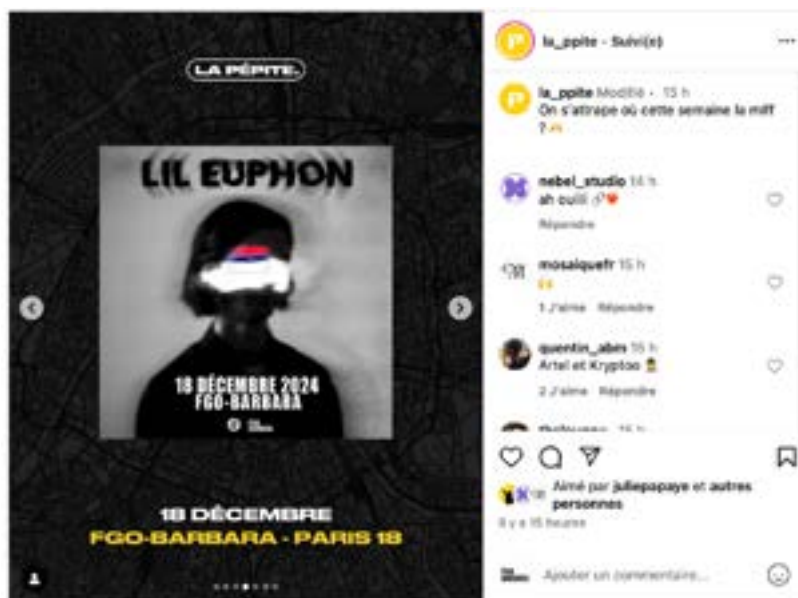 LA PÉPITE.
LIL EUPHON
18 DÉCEMBRE 2024
FGO-BARBARA
18 DÉCEMBRE
FGO-BARBARA - PARIS 18
la_ppite - Suivi(e)
la_ppite Modifié • 15 h
On s'attrape où cette semaine la miff
?
nebel_studio 14 h
ah ouiii
Répondre
mosaiquefr 15 h
1 J'aime Répondre
quentin_abm 15 h
Artel et Kryptoo
2 J'aime Répondre
15 h
Aimé par juliepapaye et autres
personnes
Il y a 15 heures
Ajouter un commentaire...